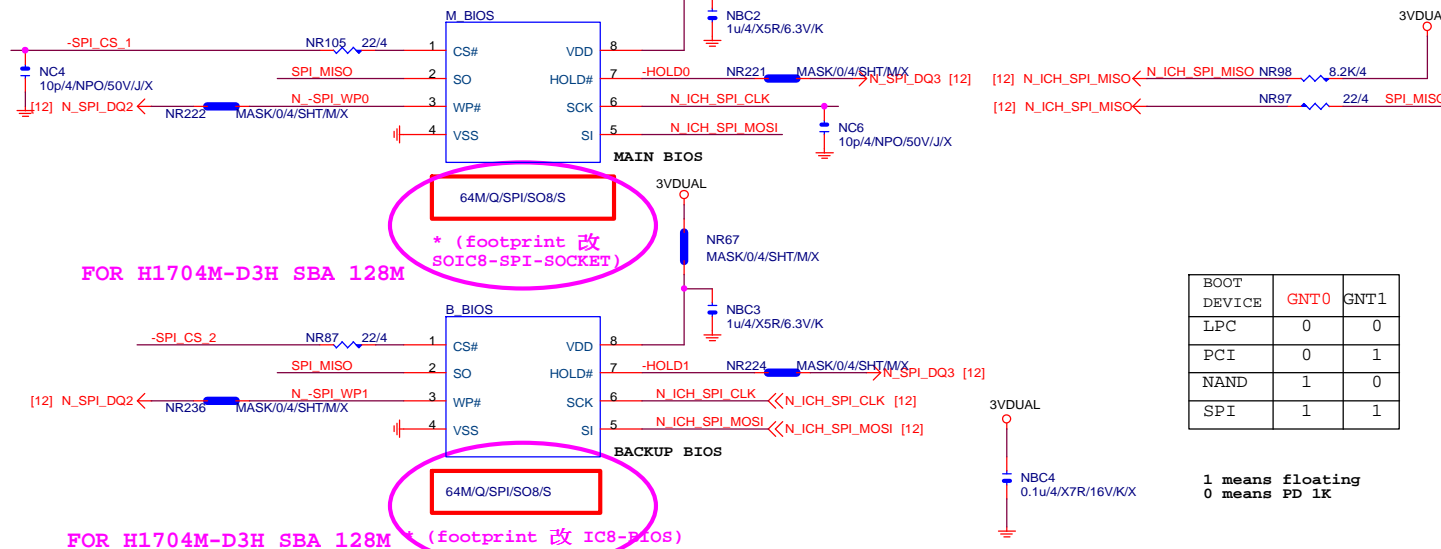 M_BIOS
NBC2
1u/4/X5R/6.3V/K
3VDUA
-SPI_CS_1
NR105 22/4
1 CS#
VDD 8
NC4
10p/4/NPO/50V/J/X
SPI_MISO
2 SO
HOLD# 7
-HOLD0
NR221
MASK/0/4/SHT/M/X
N_SPI_DQ3 [12]
[12] N_ICH_SPI_MISO
N_ICH_SPI_MISO NR98
8.2K/4
[12] N_SPI_DQ2
NR222
MASK/0/4/SHT/M/X
N_-SPI_WP0
3 WP#
SCK 6
N_ICH_SPI_CLK
[12] N_ICH_SPI_MISO
NR97
22/4
SPI_MISO
4 VSS
SI 5
N_ICH_SPI_MOSI
NC6
10p/4/NPO/50V/J/X
MAIN BIOS
64M/Q/SPI/SO8/S
3VDUAL
* (footprint 改
SOIC8-SPI-SOCKET)
FOR H1704M-D3H SBA 128M
NR67
MASK/0/4/SHT/M/X
NBC3
1u/4/X5R/6.3V/K
B_BIOS
-SPI_CS_2
NR87 22/4
1 CS#
VDD 8
SPI_MISO
2 SO
HOLD# 7
-HOLD1
NR224
MASK/0/4/SHT/M/X
N_SPI_DQ3 [12]
[12] N_SPI_DQ2
NR236
MASK/0/4/SHT/M/X
N_-SPI_WP1
3 WP#
SCK 6
N_ICH_SPI_CLK
N_ICH_SPI_CLK [12]
4 VSS
SI 5
N_ICH_SPI_MOSI
N_ICH_SPI_MOSI [12]
BACKUP BIOS
64M/Q/SPI/SO8/S
FOR H1704M-D3H SBA 128M
* (footprint 改 IC8-BIOS)
3VDUAL
NBC4
0.1u/4/X7R/16V/K/X
BOOT
DEVICE GNT0 GNT1
LPC 0 0
PCI 0 1
NAND 1 0
SPI 1 1
1 means floating
0 means PD 1K